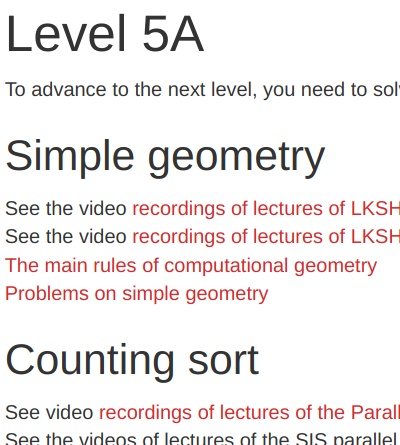 Level 5A
To advance to the next level, you need to
Simple geometry
See the video recordings of lectures of LKSH
See the video recordings of lectures of LKSH
The main rules of computational geometry
Problems on simple geometry
Counting sort
See video recordings of lectures of the
See the videos of lectures of the SIS parallel